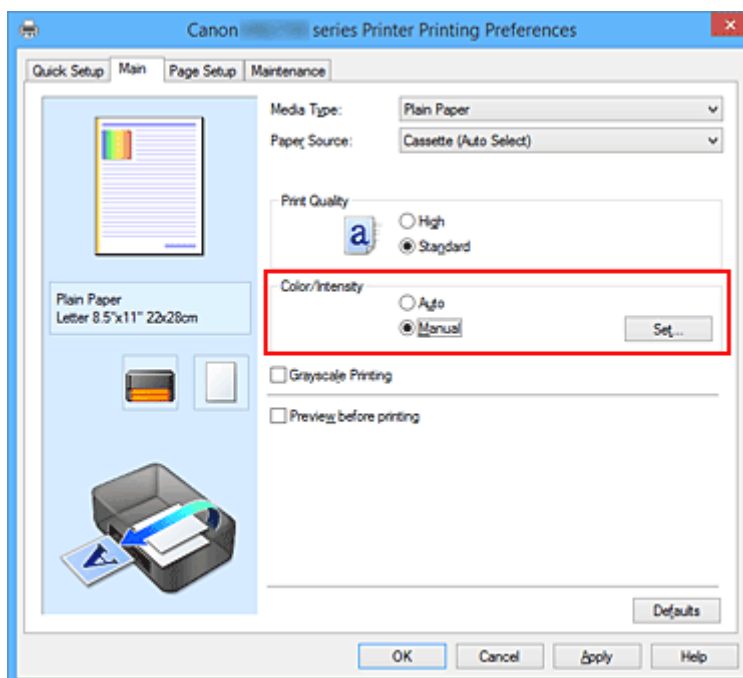 Canon series Printer Printing Preferences
Quick Setup Main Page Setup Maintenance
Media Type: Plain Paper
Paper Source: Cassette (Auto Select)
Print Quality
High
Standard
Color/Intensity
Auto
Manual
Set...
Plain Paper
Letter 8.5"x11" 22x28cm
Grayscale Printing
Preview before printing
Defaults
OK Cancel Apply Help